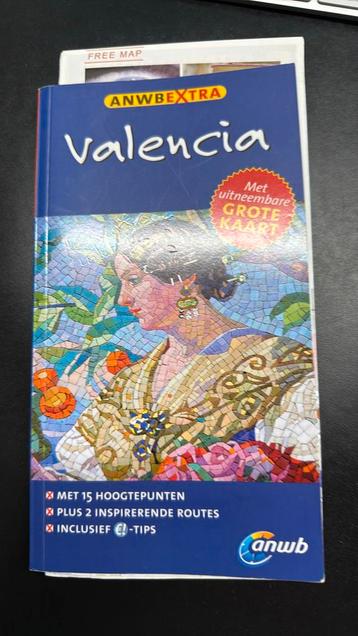 FREE MAP
ANWBEXTRA
Valencia
Met
uitneembare
GROTE
KAART
MET 15 HOOGTEPUNTEN
PLUS 2 INSPIRERENDE ROUTES
INCLUSIEF @-TIPS
anwb